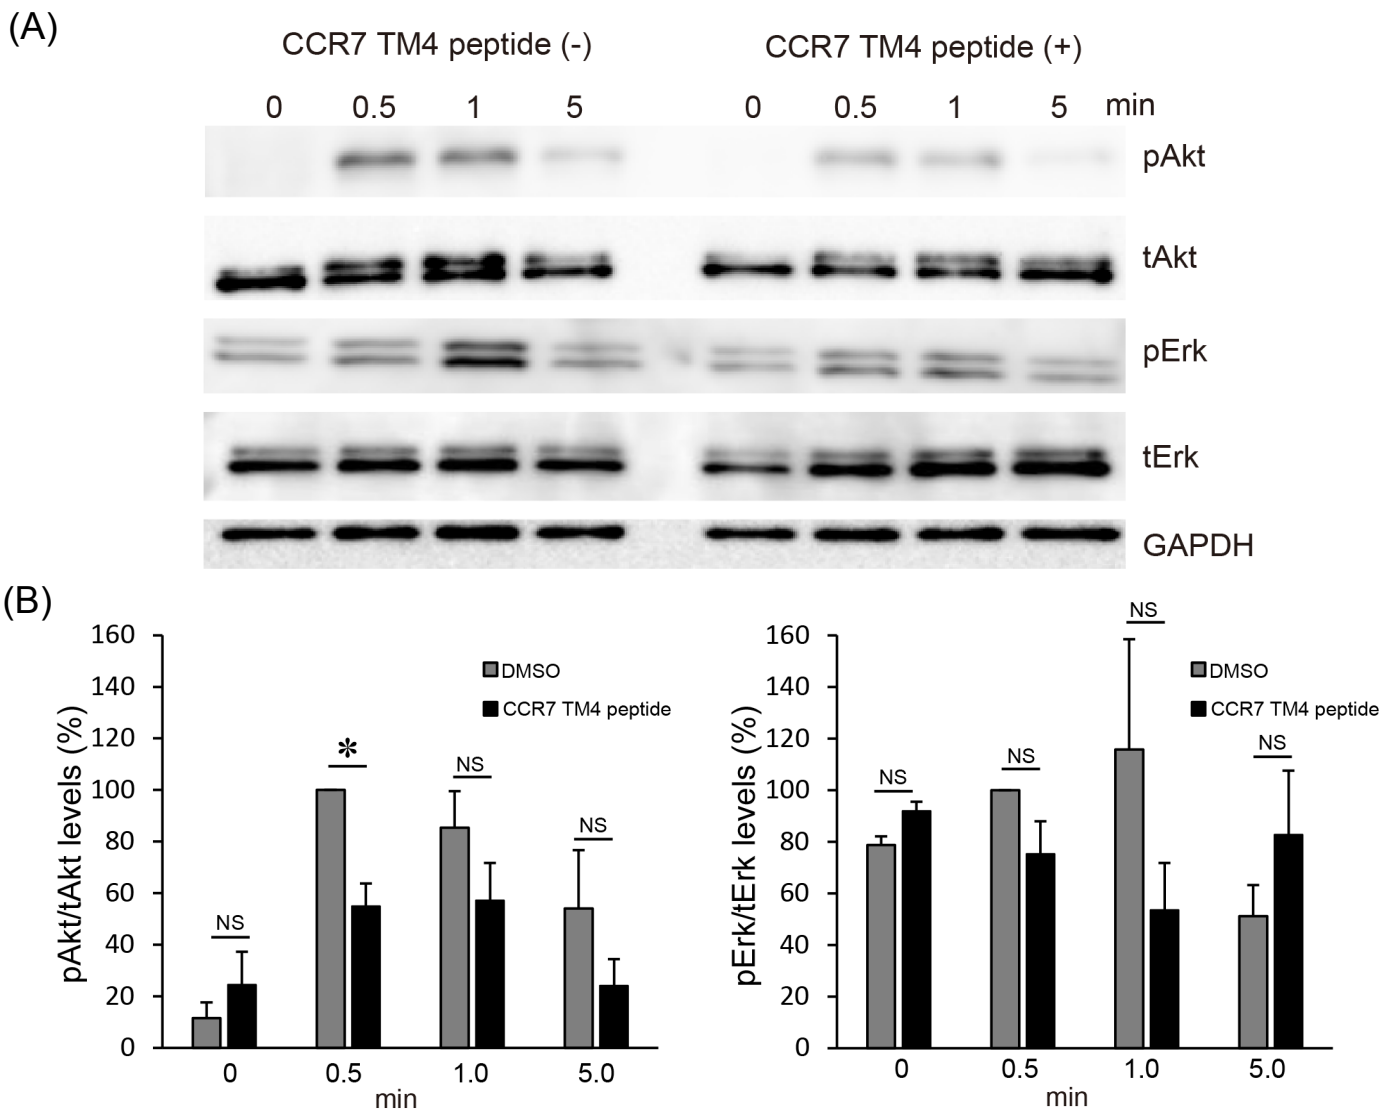 (A)
CCR7 TM4 peptide (-) CCR7 TM4 peptide (+)
0 0.5 1 5 0 0.5 1 5 min
pAkt
tAkt
pErk
tErk
GAPDH
(B)
pAkt/tAkt levels (%)
160
140
120
100
80
60
40
20
0
DMSO
CCR7 TM4 peptide
NS
*
NS
NS
0 0.5 1.0 5.0
min
pErk/tErk levels (%)
160
140
120
100
80
60
40
20
0
DMSO
CCR7 TM4 peptide
NS
NS
NS
NS
0 0.5 1.0 5.0
min